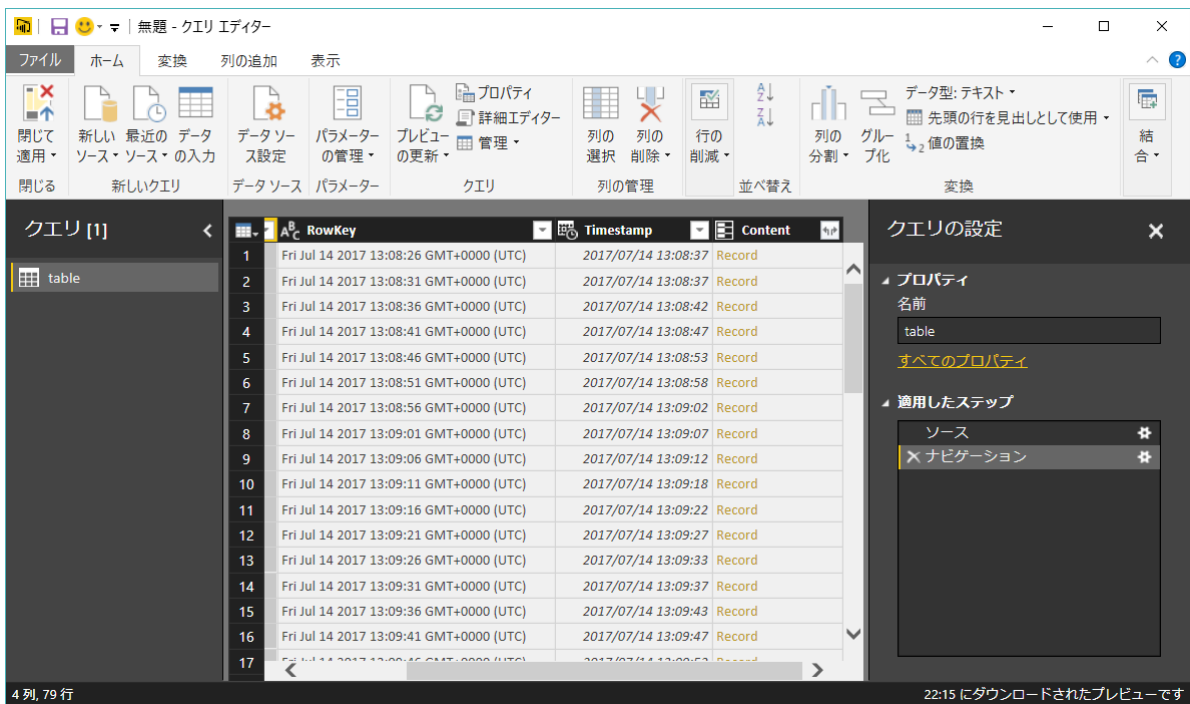 無題 - クエリ エディター
ファイル ホーム 変換 列の追加 表示
閉じて
適用
新しい
ソース
最近の
ソース
データ
の入力
データ ソー
ス設定
パラメーター
の管理
プレビュー
の更新
プロパティ
詳細エディター
管理
列の
選択
列の
削除
行の
削減
列の
分割
グルー
プ化
データ型: テキスト
先頭の行を見出しとして使用
値の置換
結
合
閉じる 新しいクエリ データ ソース パラメーター クエリ 列の管理 並べ替え 変換
クエリ [1]
table
RowKey Timestamp Content
1 Fri Jul 14 2017 13:08:26 GMT+0000 (UTC) 2017/07/14 13:08:37 Record
2 Fri Jul 14 2017 13:08:31 GMT+0000 (UTC) 2017/07/14 13:08:37 Record
3 Fri Jul 14 2017 13:08:36 GMT+0000 (UTC) 2017/07/14 13:08:42 Record
4 Fri Jul 14 2017 13:08:41 GMT+0000 (UTC) 2017/07/14 13:08:47 Record
5 Fri Jul 14 2017 13:08:46 GMT+0000 (UTC) 2017/07/14 13:08:53 Record
6 Fri Jul 14 2017 13:08:51 GMT+0000 (UTC) 2017/07/14 13:08:58 Record
7 Fri Jul 14 2017 13:08:56 GMT+0000 (UTC) 2017/07/14 13:09:02 Record
8 Fri Jul 14 2017 13:09:01 GMT+0000 (UTC) 2017/07/14 13:09:07 Record
9 Fri Jul 14 2017 13:09:06 GMT+0000 (UTC) 2017/07/14 13:09:12 Record
10 Fri Jul 14 2017 13:09:11 GMT+0000 (UTC) 2017/07/14 13:09:18 Record
11 Fri Jul 14 2017 13:09:16 GMT+0000 (UTC) 2017/07/14 13:09:22 Record
12 Fri Jul 14 2017 13:09:21 GMT+0000 (UTC) 2017/07/14 13:09:27 Record
13 Fri Jul 14 2017 13:09:26 GMT+0000 (UTC) 2017/07/14 13:09:33 Record
14 Fri Jul 14 2017 13:09:31 GMT+0000 (UTC) 2017/07/14 13:09:37 Record
15 Fri Jul 14 2017 13:09:36 GMT+0000 (UTC) 2017/07/14 13:09:43 Record
16 Fri Jul 14 2017 13:09:41 GMT+0000 (UTC) 2017/07/14 13:09:47 Record
17
クエリの設定
プロパティ
名前
table
すべてのプロパティ
適用したステップ
ソース
ナビゲーション
4 列, 79 行
22:15 にダウンロードされたプレビューです